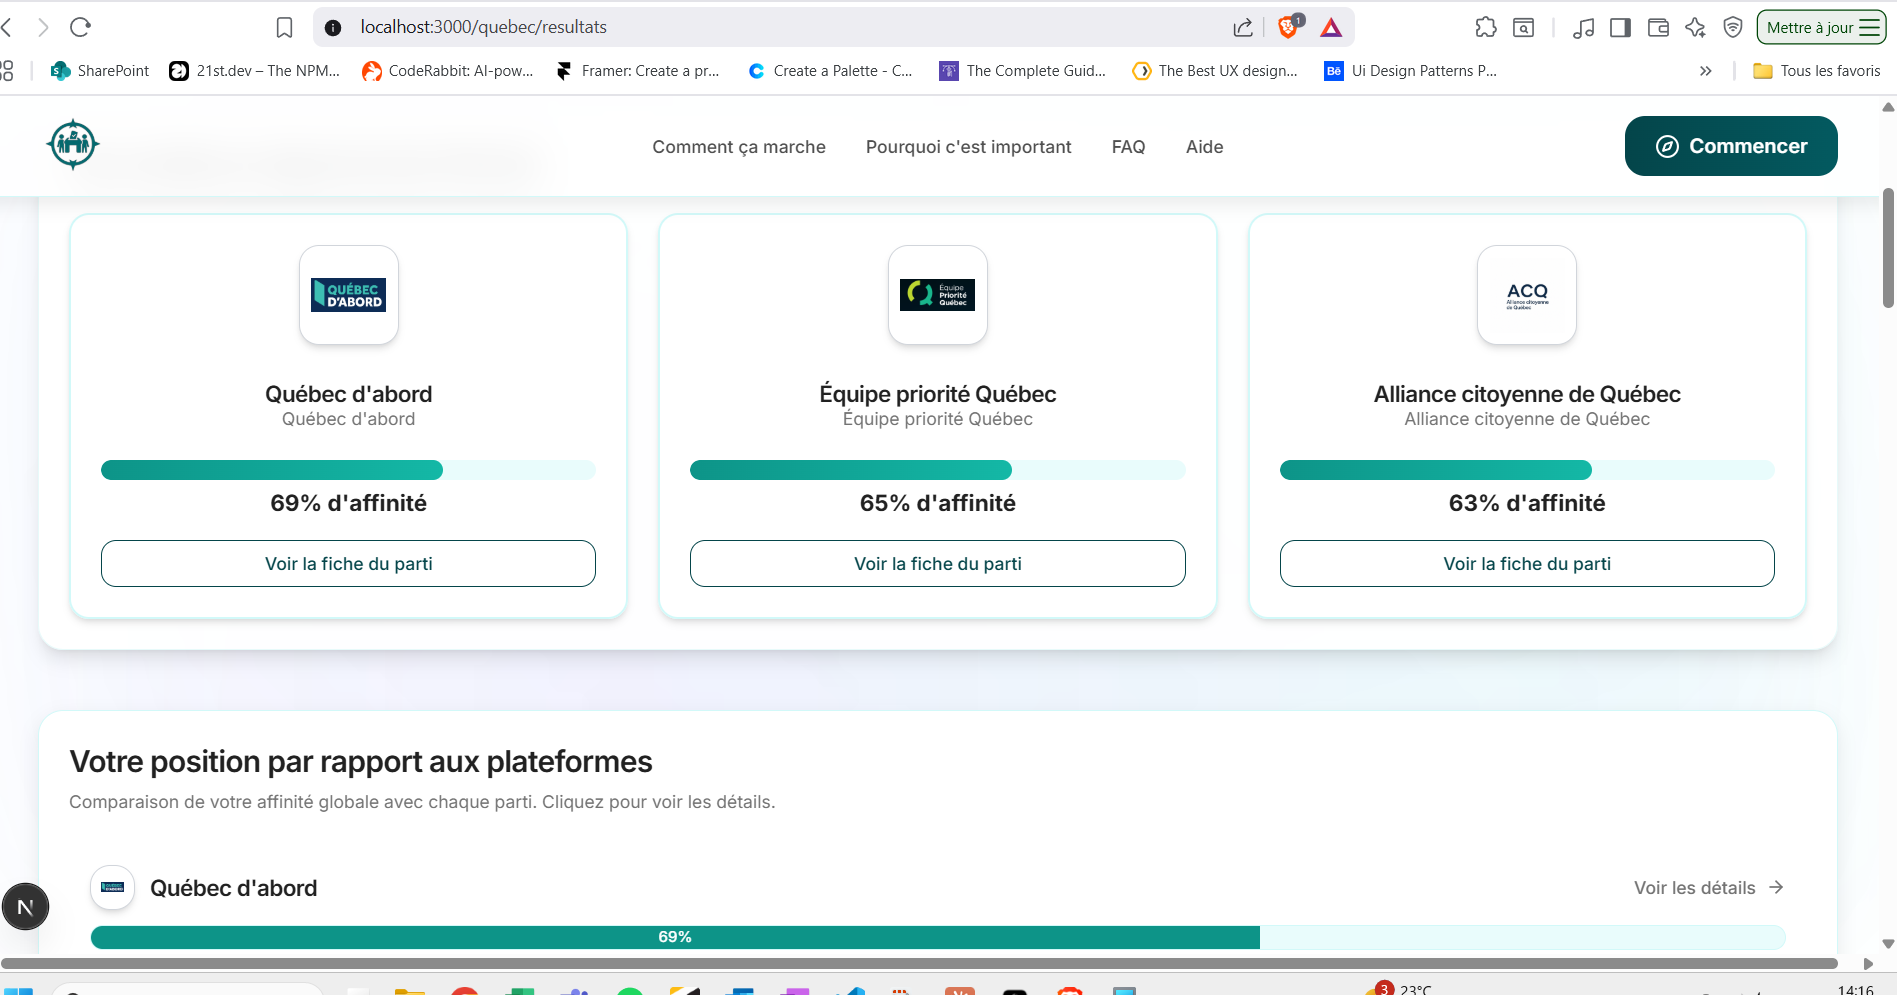 localhost:3000/quebec/resultats
1
Mettre à jour
SharePoint
21st.dev – The NPM...
CodeRabbit: AI-pow...
Framer: Create a pr...
Create a Palette - C...
The Complete Guid...
The Best UX design...
Bē
Ui Design Patterns P...
Tous les favoris
Comment ça marche
Pourquoi c'est important
FAQ
Aide
Commencer
QUÉBEC
D'ABORD
Équipe
Priorité
Québec
ACQ
Alliance citoyenne
de Québec
Québec d'abord
Québec d'abord
69% d'affinité
Voir la fiche du parti
Équipe priorité Québec
Équipe priorité Québec
65% d'affinité
Voir la fiche du parti
Alliance citoyenne de Québec
Alliance citoyenne de Québec
63% d'affinité
Voir la fiche du parti
Votre position par rapport aux plateformes
Comparaison de votre affinité globale avec chaque parti. Cliquez pour voir les détails.
Québec d'abord
Voir les détails
69%
N
3
23°C
14:16